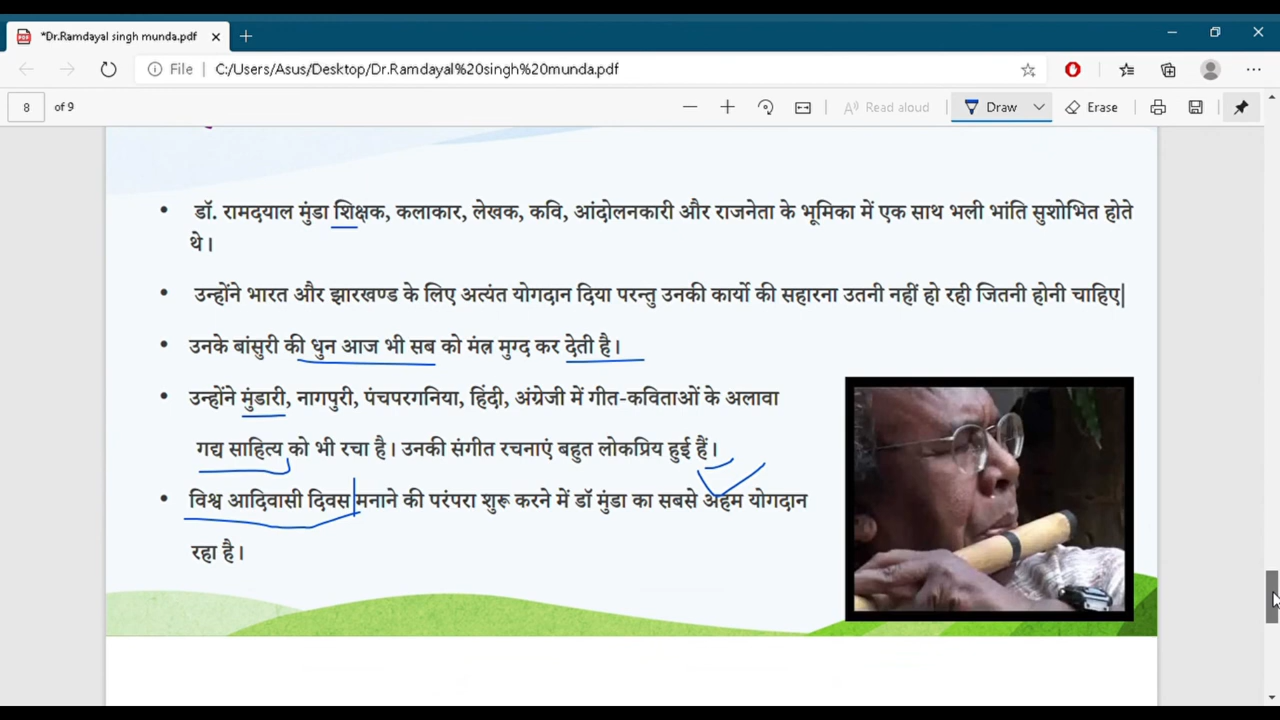 *Dr.Ramdayal singh munda.pdf
File C:/Users/Asus/Desktop/Dr.Ramdayal%20singh%20munda.pdf
8 of 9 Read aloud Draw Erase
• डॉ. रामदयाल मुंडा शिक्षक, कलाकार, लेखक, कवि, आंदोलनकारी और राजनेता के भूमिका में एक साथ भली भांति सुशोभित होते
थे।
• उन्होंने भारत और झारखण्ड के लिए अत्यंत योगदान दिया परन्तु उनकी कार्यो की सहारना उतनी नहीं हो रही जितनी होनी चाहिए|
• उनके बांसुरी की धुन आज भी सब को मंत्र मुग्द कर देती है।
• उन्होंने मुंडारी, नागपुरी, पंचपरगनिया, हिंदी, अंग्रेजी में गीत-कविताओं के अलावा
गद्य साहित्य को भी रचा है। उनकी संगीत रचनाएं बहुत लोकप्रिय हुई हैं।
• विश्व आदिवासी दिवस मनाने की परंपरा शुरू करने में डॉ मुंडा का सबसे अहम योगदान
रहा है।